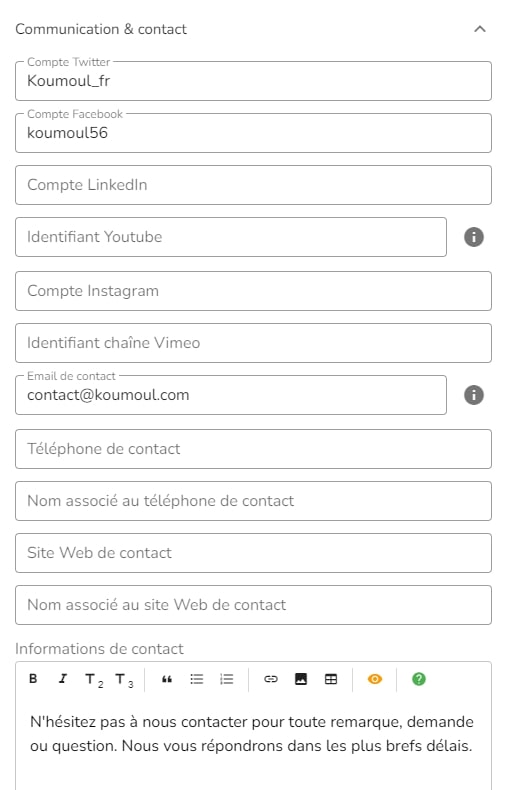 Communication & contact
Compte Twitter
Koumoul_fr
Compte Facebook
koumoul56
Compte LinkedIn
Identifiant Youtube
Compte Instagram
Identifiant chaîne Vimeo
Email de contact
contact@koumoul.com
Téléphone de contact
Nom associé au téléphone de contact
Site Web de contact
Nom associé au site Web de contact
Informations de contact
B I T2 T3
N'hésitez pas à nous contacter pour toute remarque, demande
ou question. Nous vous répondrons dans les plus brefs délais.